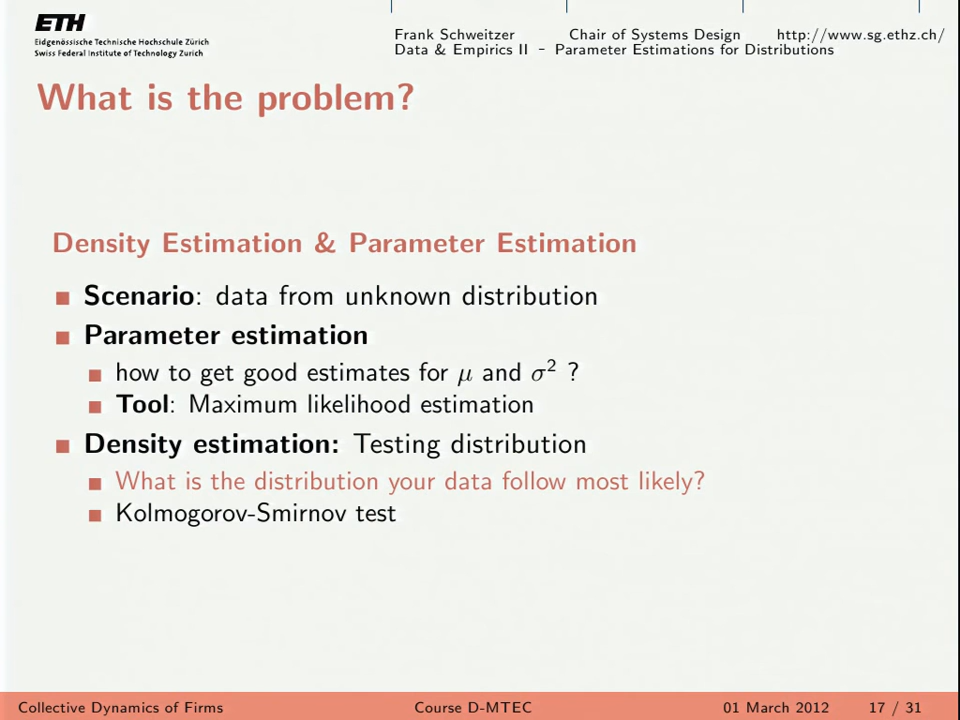 ETH
Eidgenössische Technische Hochschule Zürich
Swiss Federal Institute of Technology Zurich
Frank Schweitzer Chair of Systems Design http://www.sg.ethz.ch/
Data & Empirics II - Parameter Estimations for Distributions
What is the problem?
Density Estimation & Parameter Estimation
Scenario: data from unknown distribution
Parameter estimation
how to get good estimates for μ and σ² ?
Tool: Maximum likelihood estimation
Density estimation: Testing distribution
What is the distribution your data follow most likely?
Kolmogorov-Smirnov test
Collective Dynamics of Firms Course D-MTEC 01 March 2012 17 / 31